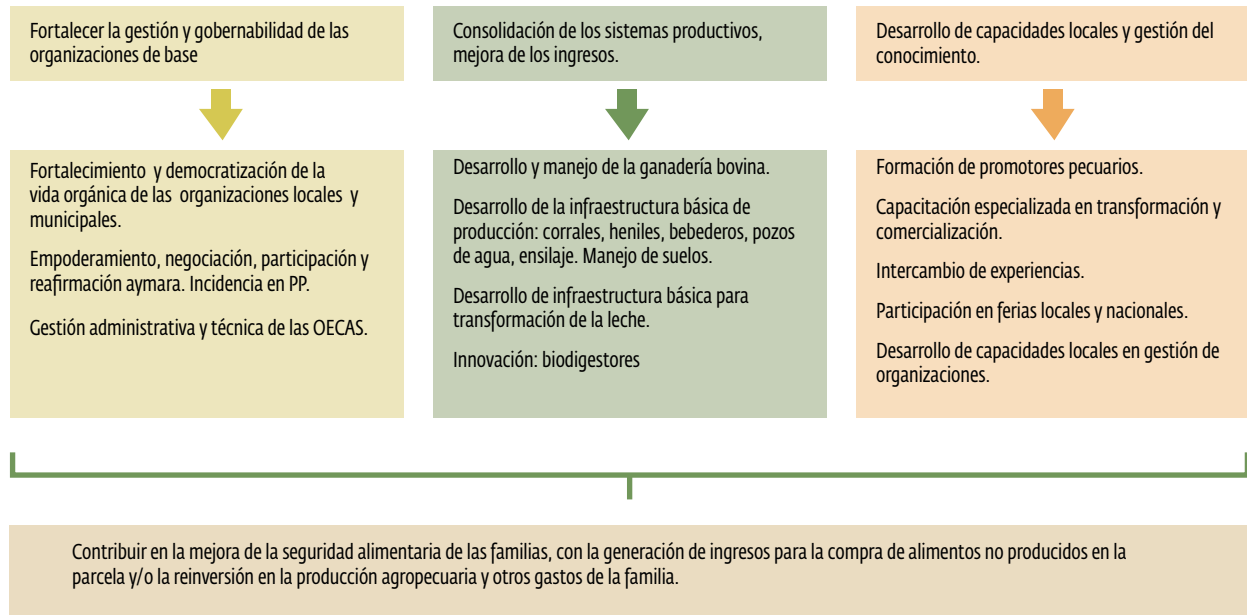 Fortalecer la gestión y gobernabilidad de las
organizaciones de base
Consolidación de los sistemas productivos,
mejora de los ingresos.
Desarrollo de capacidades locales y gestión del
conocimiento.
Fortalecimiento y democratización de la
vida orgánica de las organizaciones locales y
municipales.
Empoderamiento, negociación, participación y
reafirmación aymara. Incidencia en PP.
Gestión administrativa y técnica de las OECAS.
Desarrollo y manejo de la ganadería bovina.
Desarrollo de la infraestructura básica de
producción: corrales, heniles, bebederos, pozos
de agua, ensilaje. Manejo de suelos.
Desarrollo de infraestructura básica para
transformación de la leche.
Innovación: biodigestores
Formación de promotores pecuarios.
Capacitación especializada en transformación y
comercialización.
Intercambio de experiencias.
Participación en ferias locales y nacionales.
Desarrollo de capacidades locales en gestión de
organizaciones.
Contribuir en la mejora de la seguridad alimentaria de las familias, con la generación de ingresos para la compra de alimentos no producidos en la
parcela y/o la reinversión en la producción agropecuaria y otros gastos de la familia.